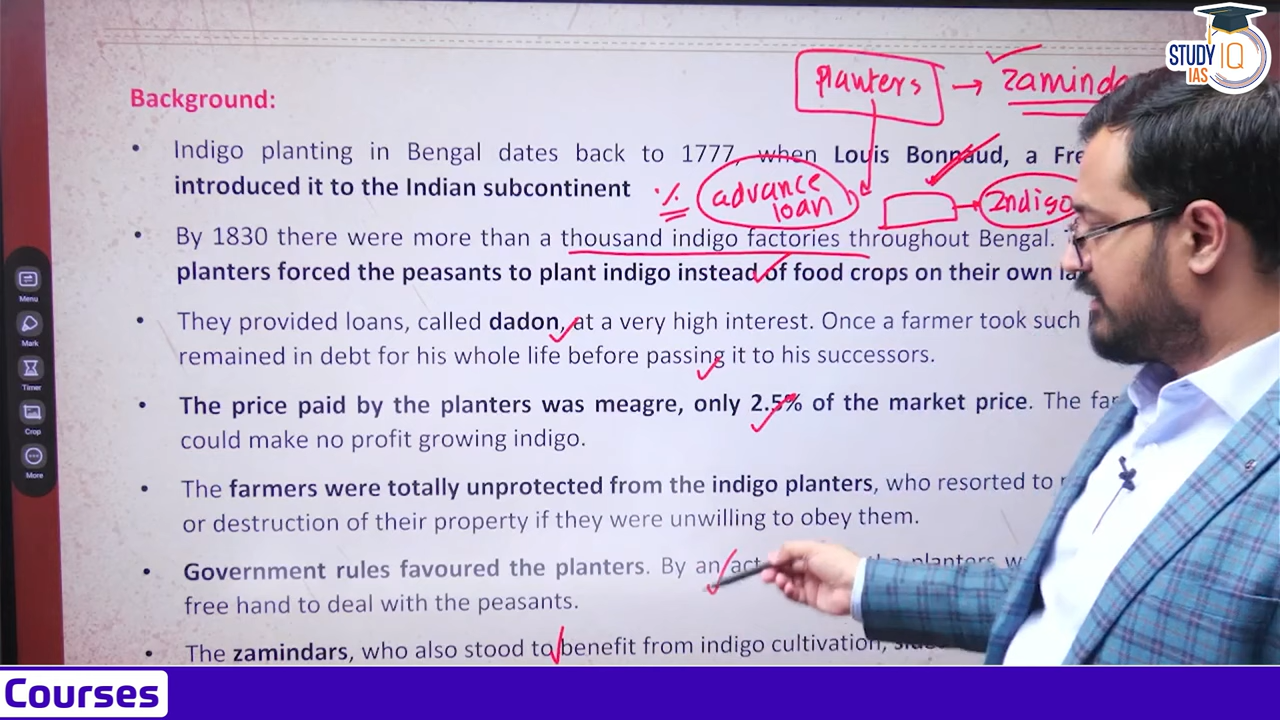 STUDY IQ
IAS
planters → zaminda
Background:
Indigo planting in Bengal dates back to 1777, when Louis Bonnaud, a Fre
introduced it to the Indian subcontinent
% advance
loan
Indigo
By 1830 there were more than a thousand indigo factories throughout Bengal.
planters forced the peasants to plant indigo instead of food crops on their own la
They provided loans, called dadon, at a very high interest. Once a farmer took such
remained in debt for his whole life before passing it to his successors.
The price paid by the planters was meagre, only 2.5% of the market price. The far
could make no profit growing indigo.
The farmers were totally unprotected from the indigo planters, who resorted to
or destruction of their property if they were unwilling to obey them.
Government rules favoured the planters. By an act planters w
free hand to deal with the peasants.
The zamindars, who also stood to benefit from indigo cultivation,
Menu
Mark
Timer
Crop
More
Courses